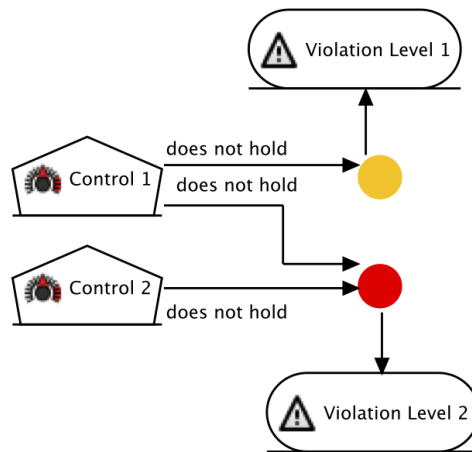 Violation Level 1
does not hold
Control 1
does not hold
Control 2
does not hold
Violation Level 2